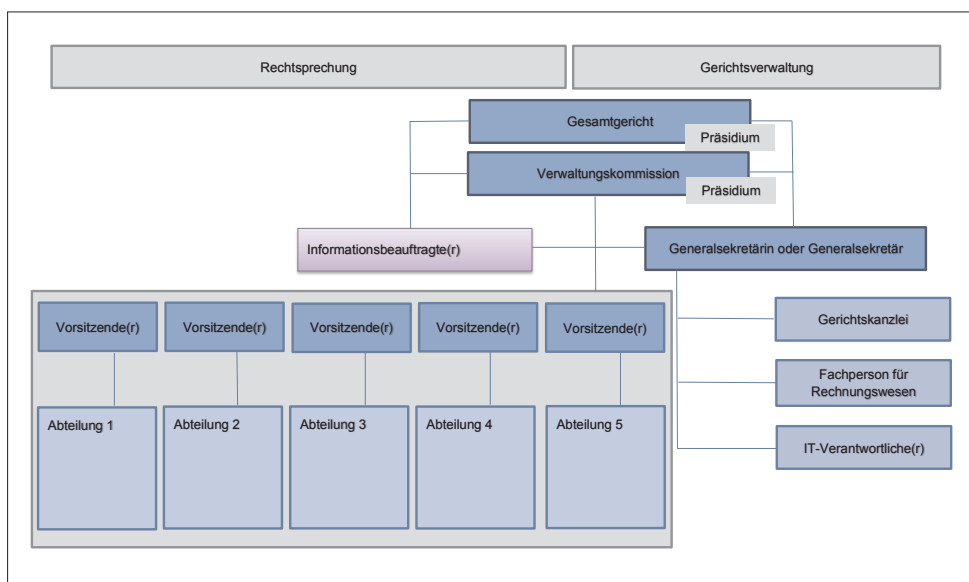 Rechtsprechung
Gerichtsverwaltung
Gesamtgericht
Präsidium
Verwaltungskommission
Präsidium
Informationsbeauftragte(r)
Generalsekretärin oder Generalsekretär
Vorsitzende(r)
Vorsitzende(r)
Vorsitzende(r)
Vorsitzende(r)
Vorsitzende(r)
Gerichtskanzlei
Fachperson für
Rechnungswesen
Abteilung 1
Abteilung 2
Abteilung 3
Abteilung 4
Abteilung 5
IT-Verantwortliche(r)